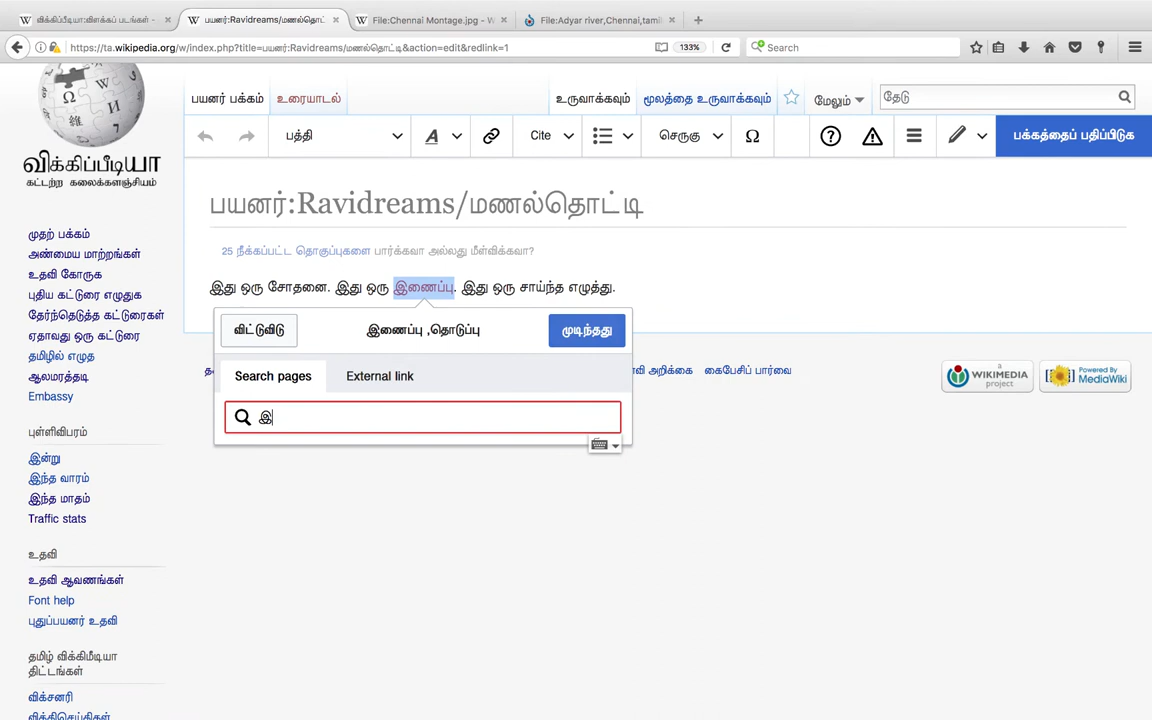 விக்கிப்பீடியா:விளக்கப் படங்கள் -
பயனர்:Ravidreams/மணல்தொட்
File:Chennai Montage.jpg - W
File:Adyar river,Chennai,tamil
https://ta.wikipedia.org/w/index.php?title=பயனர்:Ravidreams/மணல்தொட்டி&action=edit&redlink=1
133%
Search
பயனர் பக்கம்
உரையாடல்
உருவாக்கவும்
மூலத்தை உருவாக்கவும்
மேலும்
தேடு
பத்தி
A
Cite
செருகு
Ω
பக்கத்தைப் பதிப்பிடுக
விக்கிப்பீடியா
கட்டற்ற கலைக்களஞ்சியம்
முதற் பக்கம்
அண்மைய மாற்றங்கள்
உதவி கோருக
புதிய கட்டுரை எழுதுக
தேர்ந்தெடுத்த கட்டுரைகள்
ஏதாவது ஒரு கட்டுரை
தமிழில் எழுத
ஆலமரத்தடி
Embassy
புள்ளிவிபரம்
இன்று
இந்த வாரம்
இந்த மாதம்
Traffic stats
உதவி
உதவி ஆவணங்கள்
Font help
புதுப்பயனர் உதவி
தமிழ் விக்கிமீடியா
திட்டங்கள்
விக்சனரி
விக்கிசெய்திகள்
பயனர்:Ravidreams/மணல்தொட்டி
25 நீக்கப்பட்ட தொகுப்புகளை பார்க்கவா அல்லது மீள்விக்கவா?
இது ஒரு சோதனை. இது ஒரு இணைப்பு. இது ஒரு சாய்ந்த எழுத்து.
விட்டுவிடு
இணைப்பு ,தொடுப்பு
முடிந்தது
Search pages
External link
இ
அறிக்கை
கைபேசிப் பார்வை
a
WIKIMEDIA
project
Powered By
MediaWiki